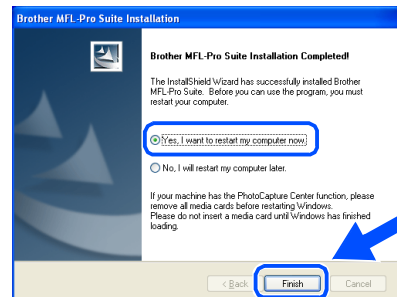 Brother MFL-Pro Suite Installation
Brother MFL-Pro Suite Installation Completed!
The InstallShield Wizard has successfully installed Brother
MFL-Pro Suite.  Before you can use the program, you must
restart your computer.
Yes, I want to restart my computer now.
No, I will restart my computer later.
If your machine has the PhotoCapture Center function, please
remove all media cards before restarting Windows.
Please do not insert a media card until Windows has finished
loading.
< Back Finish Cancel